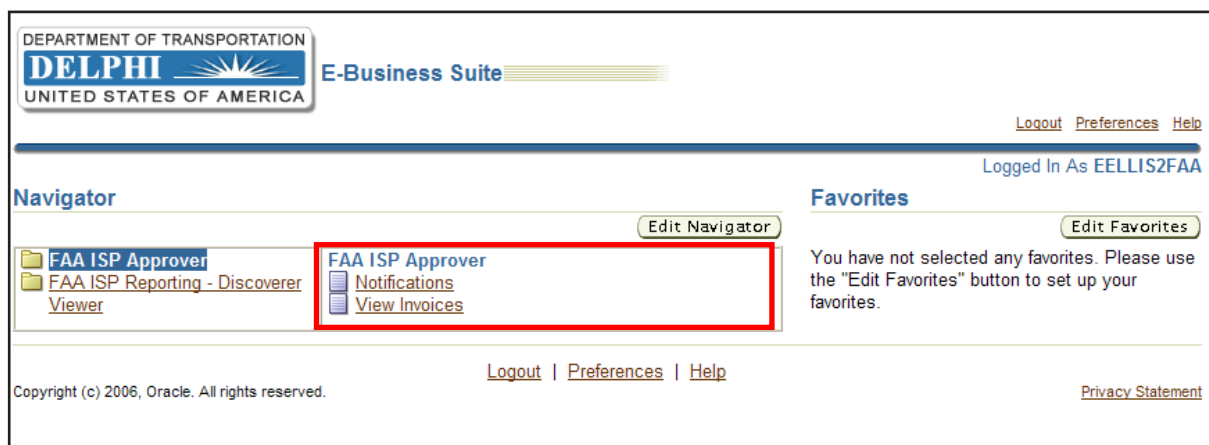 DEPARTMENT OF TRANSPORTATION
DELPHI
UNITED STATES OF AMERICA
E-Business Suite
Logout Preferences Help
Logged In As EELLIS2FAA
Navigator
Edit Navigator
FAA ISP Approver
FAA ISP Reporting - Discoverer
Viewer
FAA ISP Approver
Notifications
View Invoices
Favorites
Edit Favorites
You have not selected any favorites. Please use
the "Edit Favorites" button to set up your
favorites.
Logout | Preferences | Help
Copyright (c) 2006, Oracle. All rights reserved.
Privacy Statement